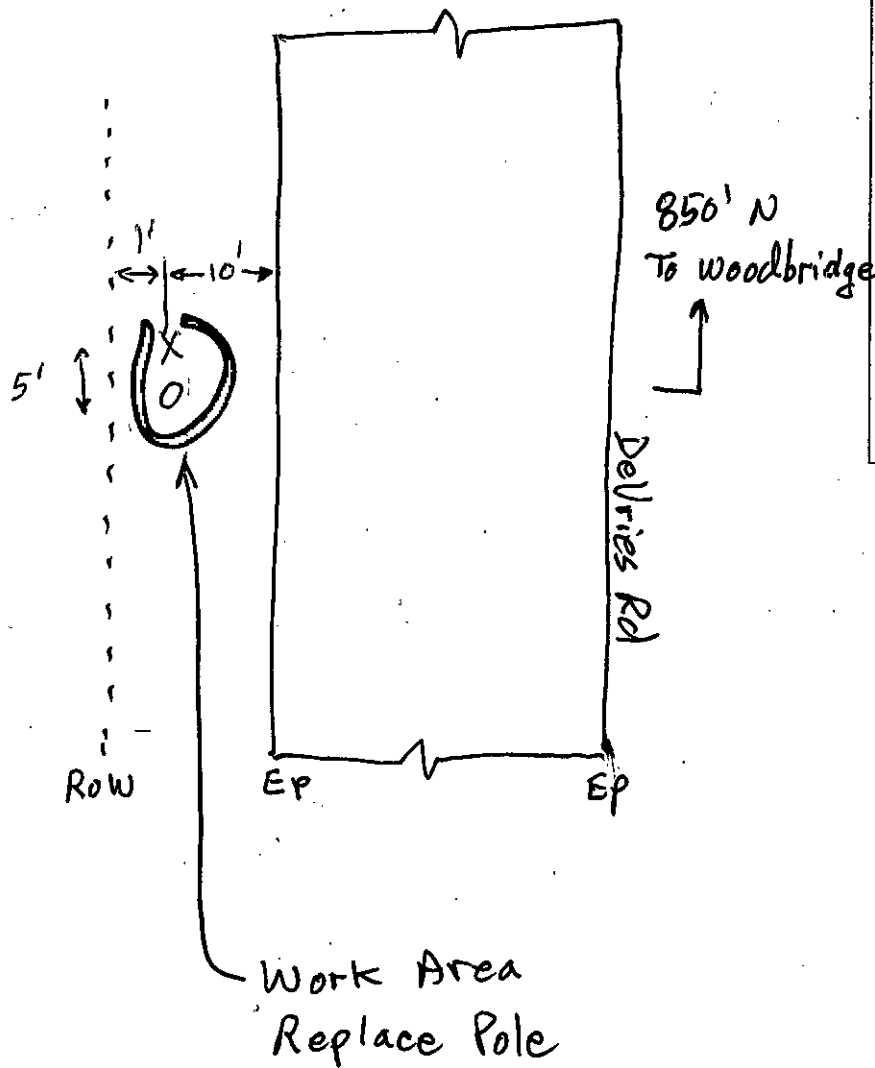 850' N
To Woodbridge
1'
10'
X
5'
O
DeVries Rd
Row
Ep
Ep
Work Area
Replace Pole